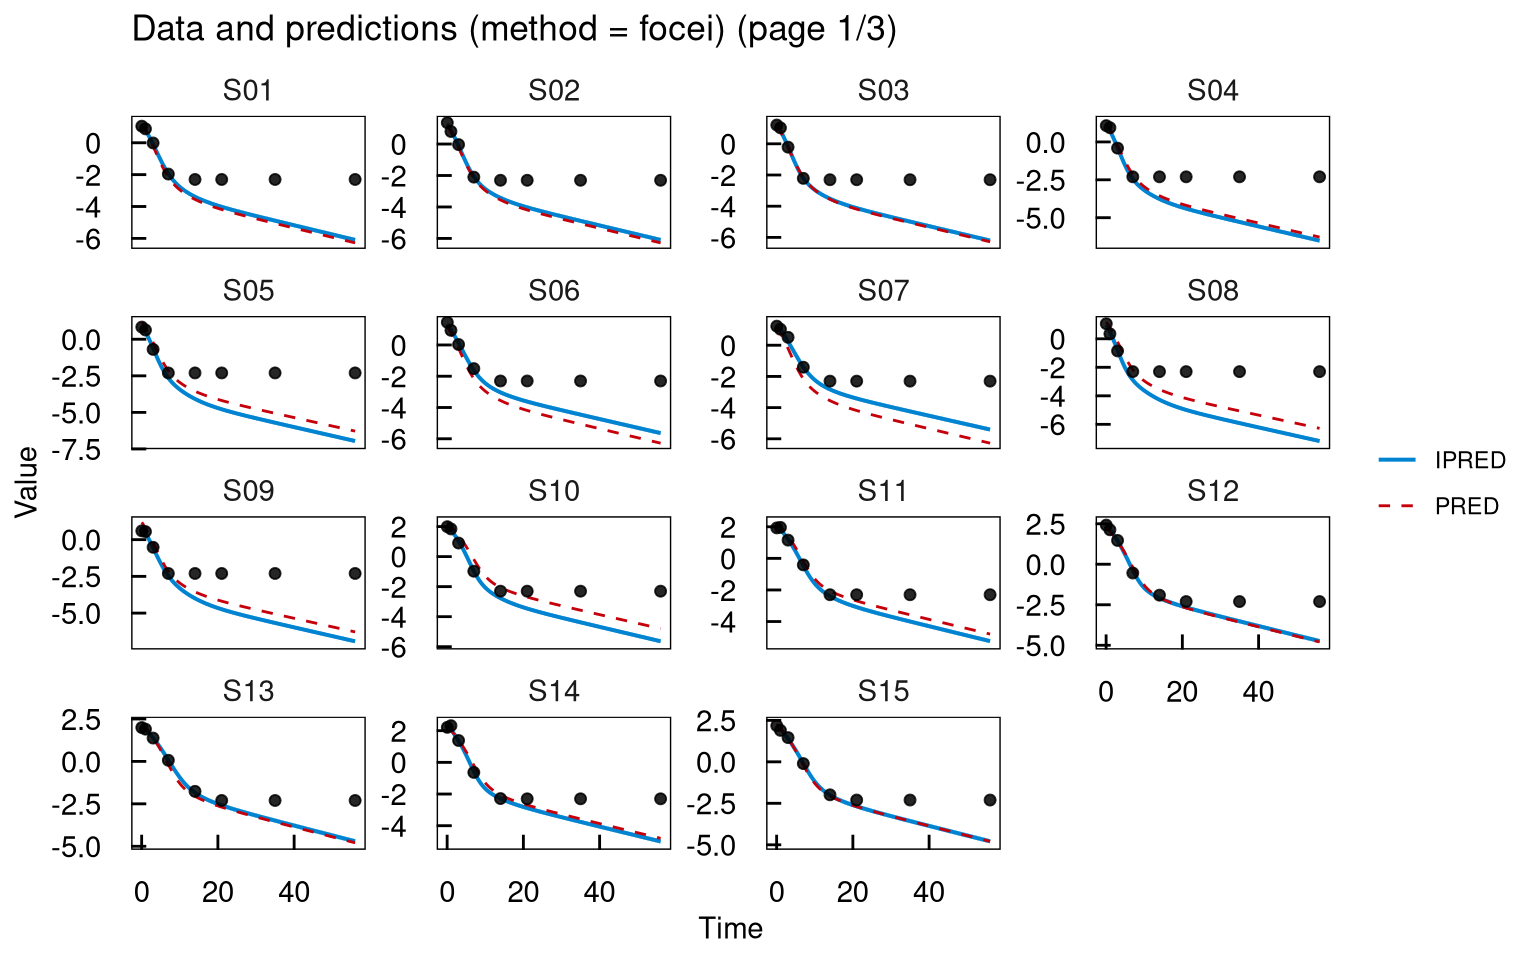 Data and predictions (method = focei) (page 1/3)
S01 S02 S03 S04
0 -2 -4 -6
0 -2 -4 -6
0 -2 -4 -6
0.0 -2.5 -5.0
S05 S06 S07 S08
0.0 -2.5 -5.0 -7.5
0 -2 -4 -6
0 -2 -4 -6
0 -2 -4 -6
S09 S10 S11 S12
0.0 -2.5 -5.0
2 0 -2 -4 -6
2 0 -2 -4
2.5 0.0 -2.5 -5.0
0 20 40
S13 S14 S15
2.5 0.0 -2.5 -5.0
2 0 -2 -4
2.5 0.0 -2.5 -5.0
0 20 40 0 20 40 0 20 40
Time
Value
IPRED
PRED